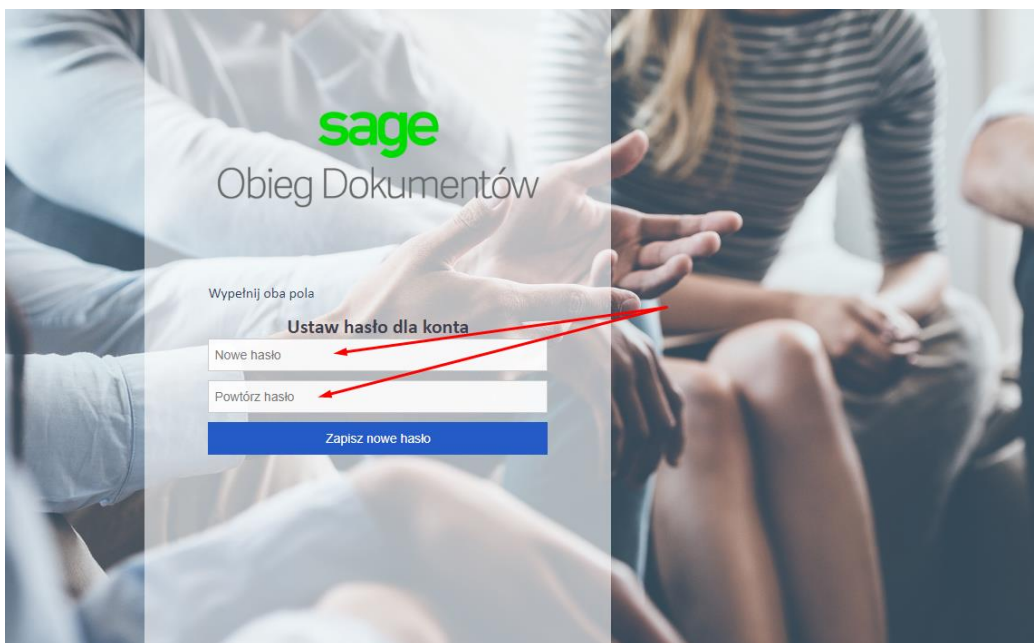 sage
Obieg Dokumentów
Wypełnij oba pola
Ustaw hasło dla konta
Nowe hasło
Powtórz hasło
Zapisz nowe hasło